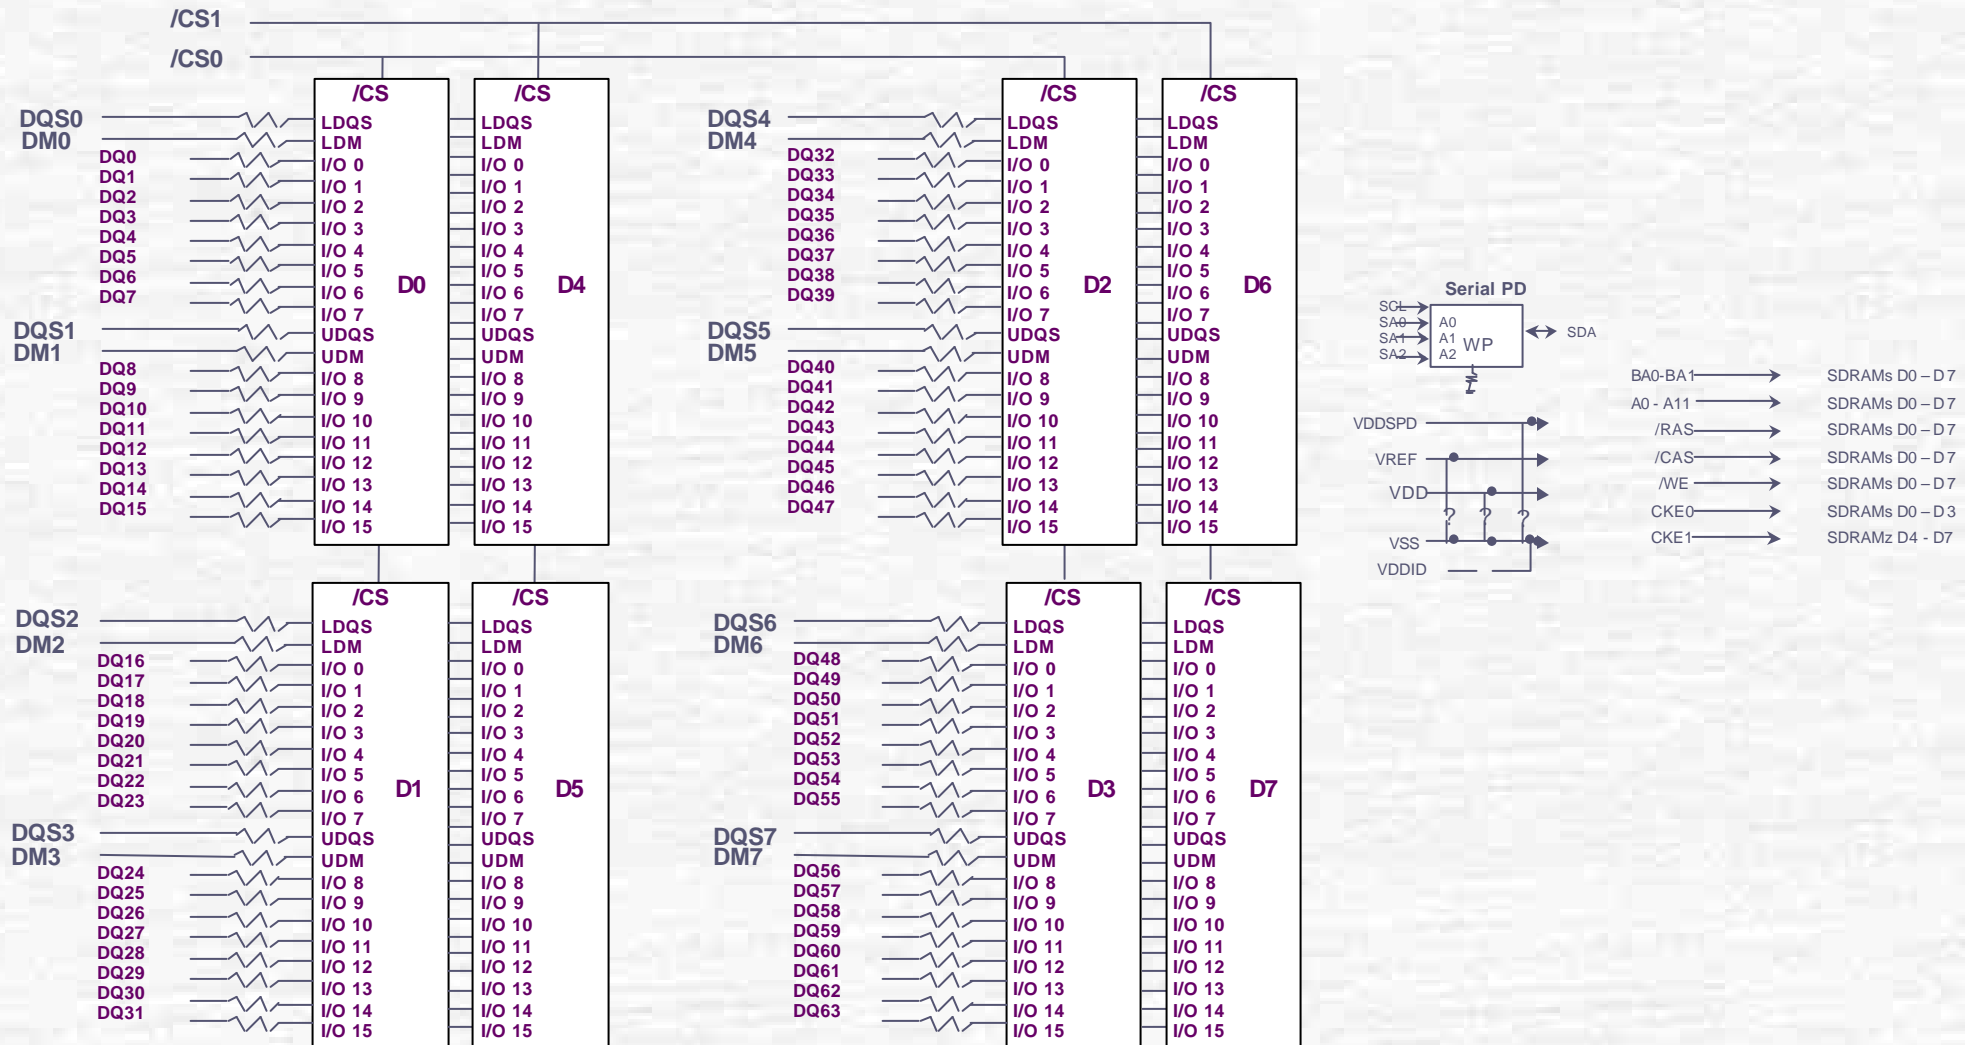 /CS1
/CS0
/CS
/CS
DQS0
DM0
DQ0
DQ1
DQ2
DQ3
DQ4
DQ5
DQ6
DQ7
DQS1
DM1
DQ8
DQ9
DQ10
DQ11
DQ12
DQ13
DQ14
DQ15
LDQS
LDM
I/O 0
I/O 1
I/O 2
I/O 3
I/O 4
I/O 5
I/O 6
I/O 7
UDQS
UDM
I/O 8
I/O 9
I/O 10
I/O 11
I/O 12
I/O 13
I/O 14
I/O 15
D0
LDQS
LDM
I/O 0
I/O 1
I/O 2
I/O 3
I/O 4
I/O 5
I/O 6
I/O 7
UDQS
UDM
I/O 8
I/O 9
I/O 10
I/O 11
I/O 12
I/O 13
I/O 14
I/O 15
D4
/CS
/CS
DQS4
DM4
DQ32
DQ33
DQ34
DQ35
DQ36
DQ37
DQ38
DQ39
DQS5
DM5
DQ40
DQ41
DQ42
DQ43
DQ44
DQ45
DQ46
DQ47
LDQS
LDM
I/O 0
I/O 1
I/O 2
I/O 3
I/O 4
I/O 5
I/O 6
I/O 7
UDQS
UDM
I/O 8
I/O 9
I/O 10
I/O 11
I/O 12
I/O 13
I/O 14
I/O 15
D2
LDQS
LDM
I/O 0
I/O 1
I/O 2
I/O 3
I/O 4
I/O 5
I/O 6
I/O 7
UDQS
UDM
I/O 8
I/O 9
I/O 10
I/O 11
I/O 12
I/O 13
I/O 14
I/O 15
D6
/CS
/CS
DQS2
DM2
DQ16
DQ17
DQ18
DQ19
DQ20
DQ21
DQ22
DQ23
DQS3
DM3
DQ24
DQ25
DQ26
DQ27
DQ28
DQ29
DQ30
DQ31
LDQS
LDM
I/O 0
I/O 1
I/O 2
I/O 3
I/O 4
I/O 5
I/O 6
I/O 7
UDQS
UDM
I/O 8
I/O 9
I/O 10
I/O 11
I/O 12
I/O 13
I/O 14
I/O 15
D1
LDQS
LDM
I/O 0
I/O 1
I/O 2
I/O 3
I/O 4
I/O 5
I/O 6
I/O 7
UDQS
UDM
I/O 8
I/O 9
I/O 10
I/O 11
I/O 12
I/O 13
I/O 14
I/O 15
D5
/CS
/CS
DQS6
DM6
DQ48
DQ49
DQ50
DQ51
DQ52
DQ53
DQ54
DQ55
DQS7
DM7
DQ56
DQ57
DQ58
DQ59
DQ60
DQ61
DQ62
DQ63
LDQS
LDM
I/O 0
I/O 1
I/O 2
I/O 3
I/O 4
I/O 5
I/O 6
I/O 7
UDQS
UDM
I/O 8
I/O 9
I/O 10
I/O 11
I/O 12
I/O 13
I/O 14
I/O 15
D3
LDQS
LDM
I/O 0
I/O 1
I/O 2
I/O 3
I/O 4
I/O 5
I/O 6
I/O 7
UDQS
UDM
I/O 8
I/O 9
I/O 10
I/O 11
I/O 12
I/O 13
I/O 14
I/O 15
D7
Serial PD
SCL
SA0
SA1
SA2
A0
A1
A2
WP
SDA
VDDSPD
VREF
VDD
? ? ?
VSS
VDDID
BA0-BA1 SDRAMs D0 – D7
A0 - A11 SDRAMs D0 – D7
/RAS SDRAMs D0 – D7
/CAS SDRAMs D0 – D7
/WE SDRAMs D0 – D7
CKE0 SDRAMs D0 – D3
CKE1 SDRAMz D4 - D7